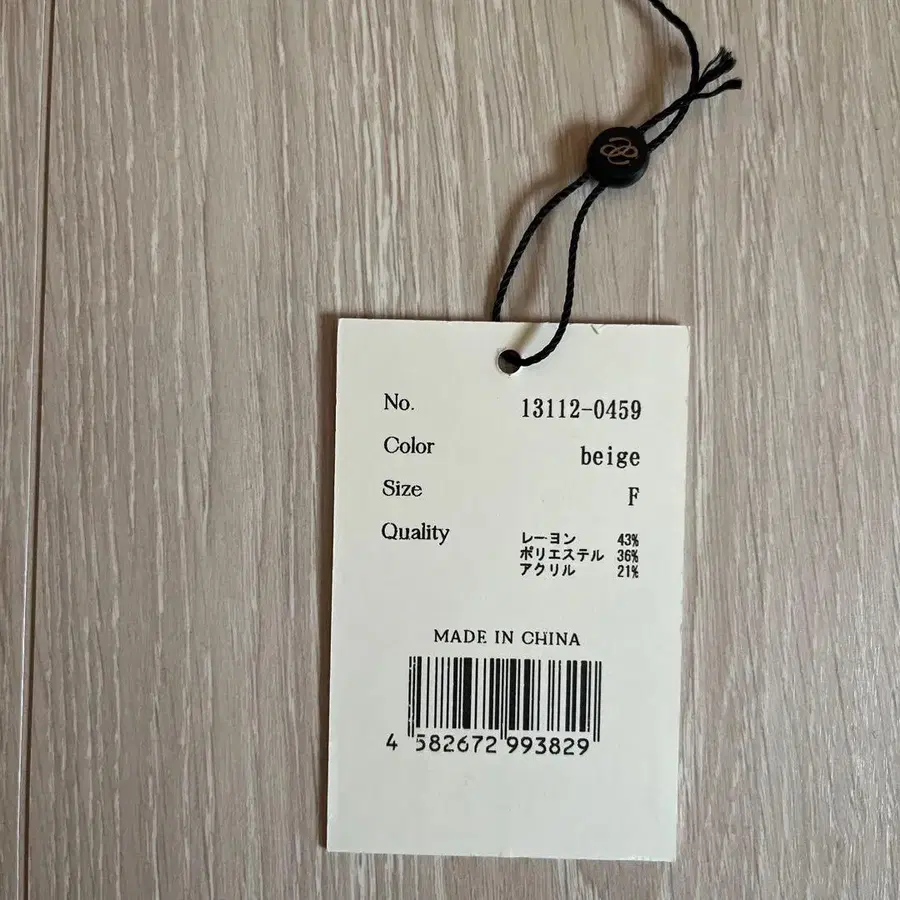 No. 13112-0459
Color beige
Size F
Quality レーヨン 43%
ポリエステル 36%
アクリル 21%
MADE IN CHINA
4 582672 993829